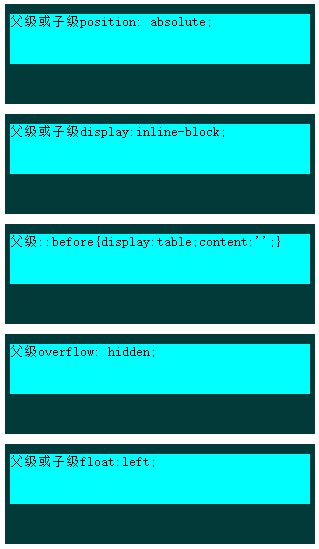 父级或子级position: absolute;
父级或子级display:inline-block;
父级::before{display:table;content:'';}
父级overflow: hidden;
父级或子级float:left;